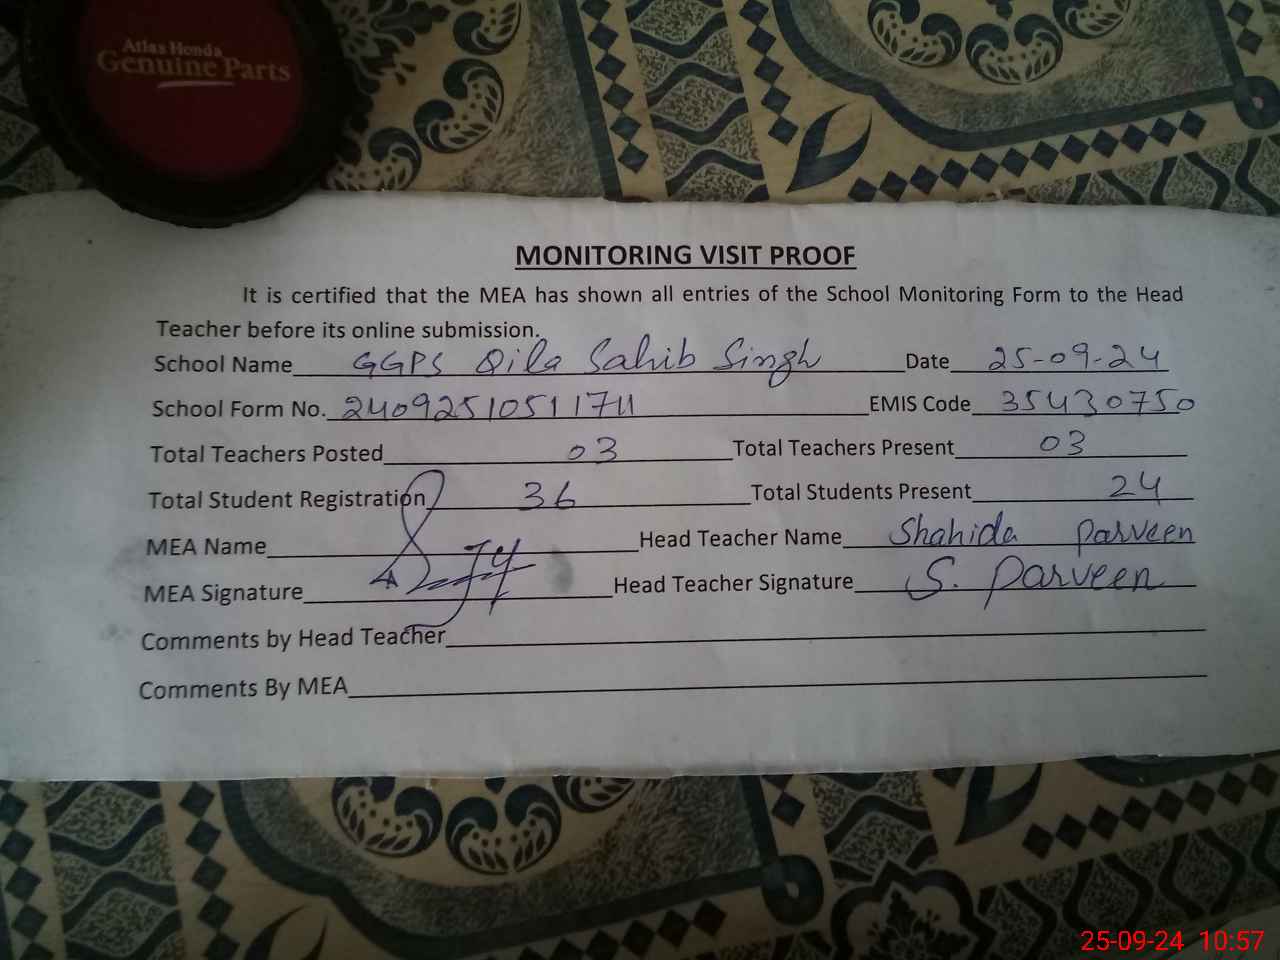 Atlas Honda
Genuine Parts
MONITORING VISIT PROOF
It is certified that the MEA has shown all entries of the School Monitoring Form to the Head
Teacher before its online submission.
School Name GGPS Qila Sahib Singh Date 25-09-24
School Form No. EMIS Code 35430750
Total Teachers Posted 03 Total Teachers Present 03
Total Student Registration 36 Total Students Present 24
MEA Name Head Teacher Name Shahida Parveen
MEA Signature Head Teacher Signature S. Parveen
Comments by Head Teacher
Comments By MEA
25-09-24 10:57